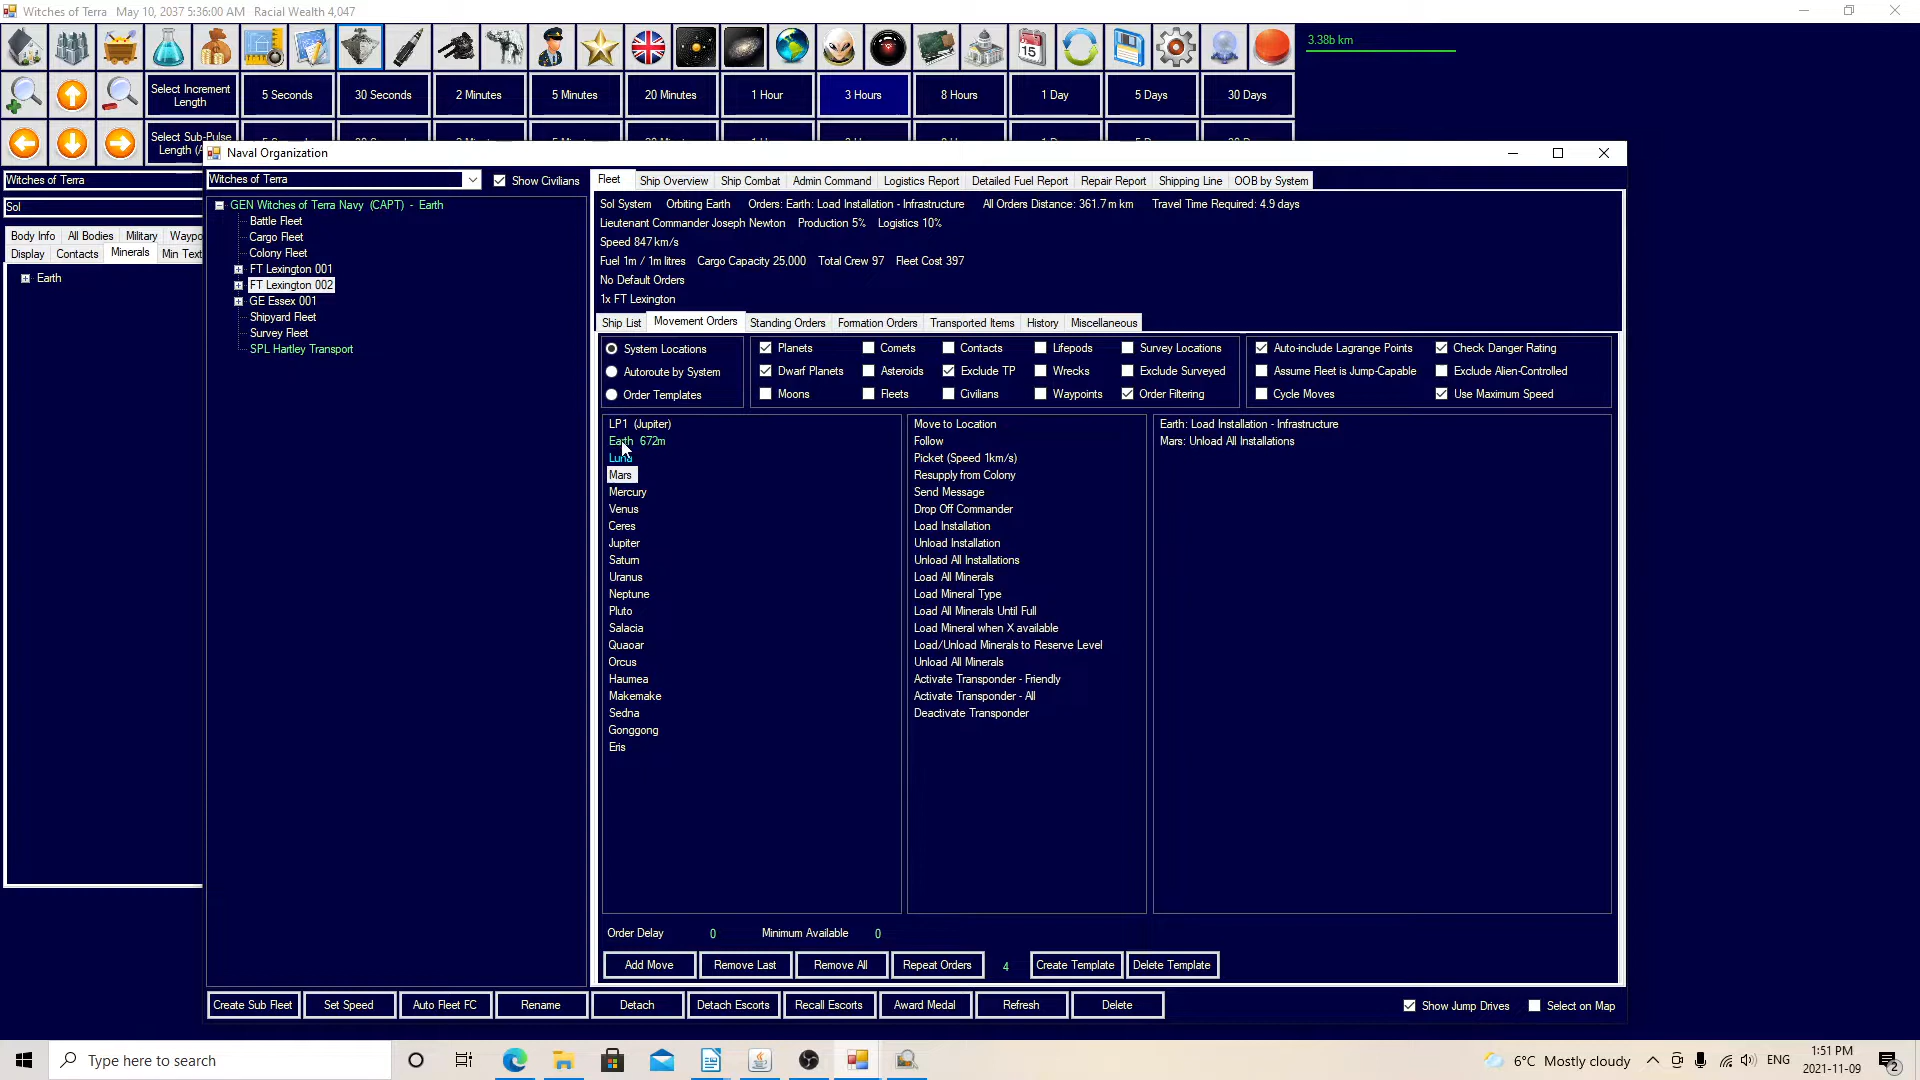 Witches of Terra   May 10, 2037 5:36:00 AM   Racial Wealth 4,047
3.38b km
Select Increment Length
5 Seconds
30 Seconds
2 Minutes
5 Minutes
20 Minutes
1 Hour
3 Hours
8 Hours
1 Day
5 Days
30 Days
Select Sub-Pulse
Length (A
Witches of Terra
Sol
Body Info
All Bodies
Military
Waypo
Display
Contacts
Minerals
Min Text
Earth
Naval Organization
Witches of Terra
Show Civilians
GEN Witches of Terra Navy (CAPT) - Earth
Battle Fleet
Cargo Fleet
Colony Fleet
FT Lexington 001
FT Lexington 002
GE Essex 001
Shipyard Fleet
Survey Fleet
SPL Hartley Transport
Fleet
Ship Overview
Ship Combat
Admin Command
Logistics Report
Detailed Fuel Report
Repair Report
Shipping Line
OOB by System
Sol System   Orbiting Earth   Orders: Earth: Load Installation - Infrastructure   All Orders Distance: 361.7m km   Travel Time Required: 4.9 days
Lieutenant Commander Joseph Newton   Production 5%   Logistics 10%
Speed 847 km/s
Fuel 1m / 1m litres   Cargo Capacity 25,000   Total Crew 97   Fleet Cost 397
No Default Orders
1x FT Lexington
Ship List
Movement Orders
Standing Orders
Formation Orders
Transported Items
History
Miscellaneous
System Locations
Autoroute by System
Order Templates
Planets
Comets
Contacts
Lifepods
Survey Locations
Dwarf Planets
Asteroids
Exclude TP
Wrecks
Exclude Surveyed
Moons
Fleets
Civilians
Waypoints
Order Filtering
Auto-include Lagrange Points
Check Danger Rating
Assume Fleet is Jump-Capable
Exclude Alien-Controlled
Cycle Moves
Use Maximum Speed
LP1 (Jupiter)
Earth 672m
Luna
Mars
Mercury
Venus
Ceres
Jupiter
Saturn
Uranus
Neptune
Pluto
Salacia
Quaoar
Orcus
Haumea
Makemake
Sedna
Gonggong
Eris
Move to Location
Follow
Picket (Speed 1km/s)
Resupply from Colony
Send Message
Drop Off Commander
Load Installation
Unload Installation
Unload All Installations
Load All Minerals
Load Mineral Type
Load All Minerals Until Full
Load Mineral when X available
Load/Unload Minerals to Reserve Level
Unload All Minerals
Activate Transponder - Friendly
Activate Transponder - All
Deactivate Transponder
Earth: Load Installation - Infrastructure
Mars: Unload All Installations
Order Delay   0   Minimum Available   0
Add Move
Remove Last
Remove All
Repeat Orders
4
Create Template
Delete Template
Create Sub Fleet
Set Speed
Auto Fleet FC
Rename
Detach
Detach Escorts
Recall Escorts
Award Medal
Refresh
Delete
Show Jump Drives
Select on Map
Type here to search
6°C Mostly cloudy
ENG
1:51 PM
2021-11-09
2